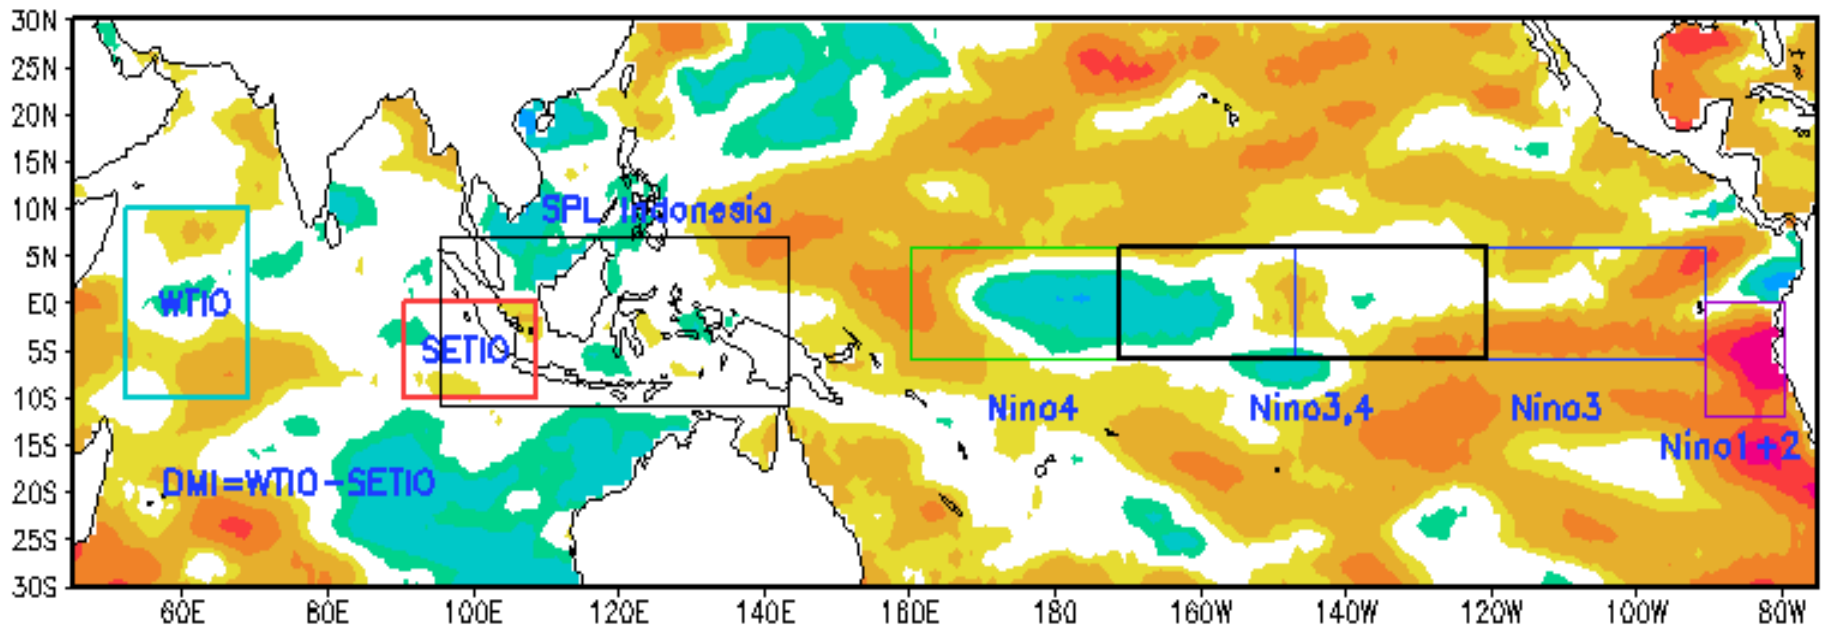 30N
25N
20N
15N
10N
5N
EQ
5S
10S
15S
20S
25S
30S
SPL Indonesia
WTIO
SETIO
Nino4
Nino3,4
Nino3
Nino1+2
DMI=WTIO-SETIO
60E 80E 100E 120E 140E 160E 180 160W 140W 120W 100W 80W